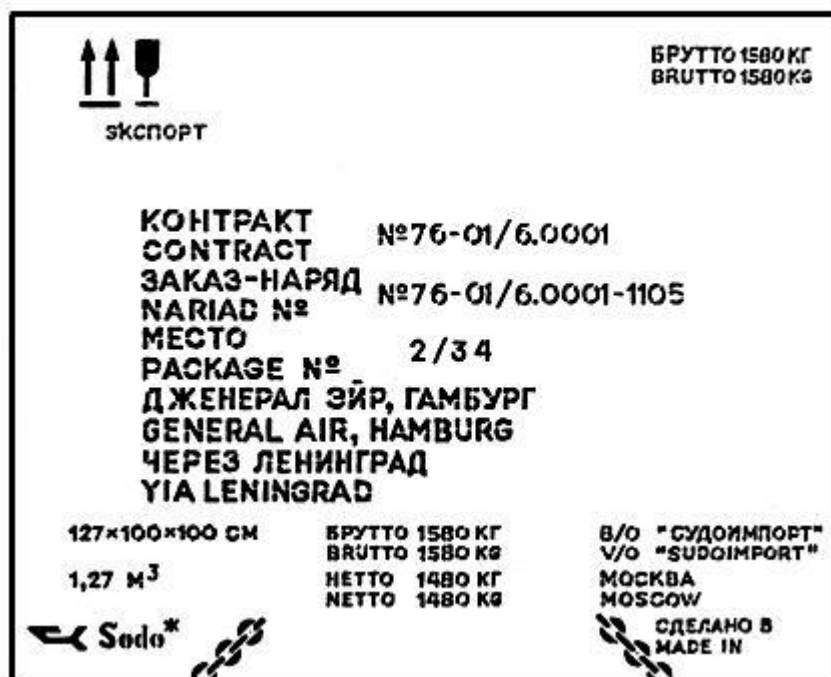 БРУТТО 1580 КГ
BRUTTO 1580 KG
эkспорт
КОНТРАКТ
CONTRACT
№76-01/6.0001
ЗАКАЗ-НАРЯД
NARIAD №
№76-01/6.0001-1105
МЕСТО
PACKAGE №
2/34
ДЖЕНЕРАЛ ЭЙР, ГАМБУРГ
GENERAL AIR, HAMBURG
ЧЕРЕЗ ЛЕНИНГРАД
YIA LENINGRAD
127×100×100 СМ
1,27 М³
БРУТТО 1580 КГ
BRUTTO 1580 KG
НЕТТО 1480 КГ
NETTO 1480 KG
В/О "СУДОИМПОРТ"
V/O "SUDOIMPORT"
МОСКВА
MOSCOW
Sodo*
СДЕЛАНО В
MADE IN